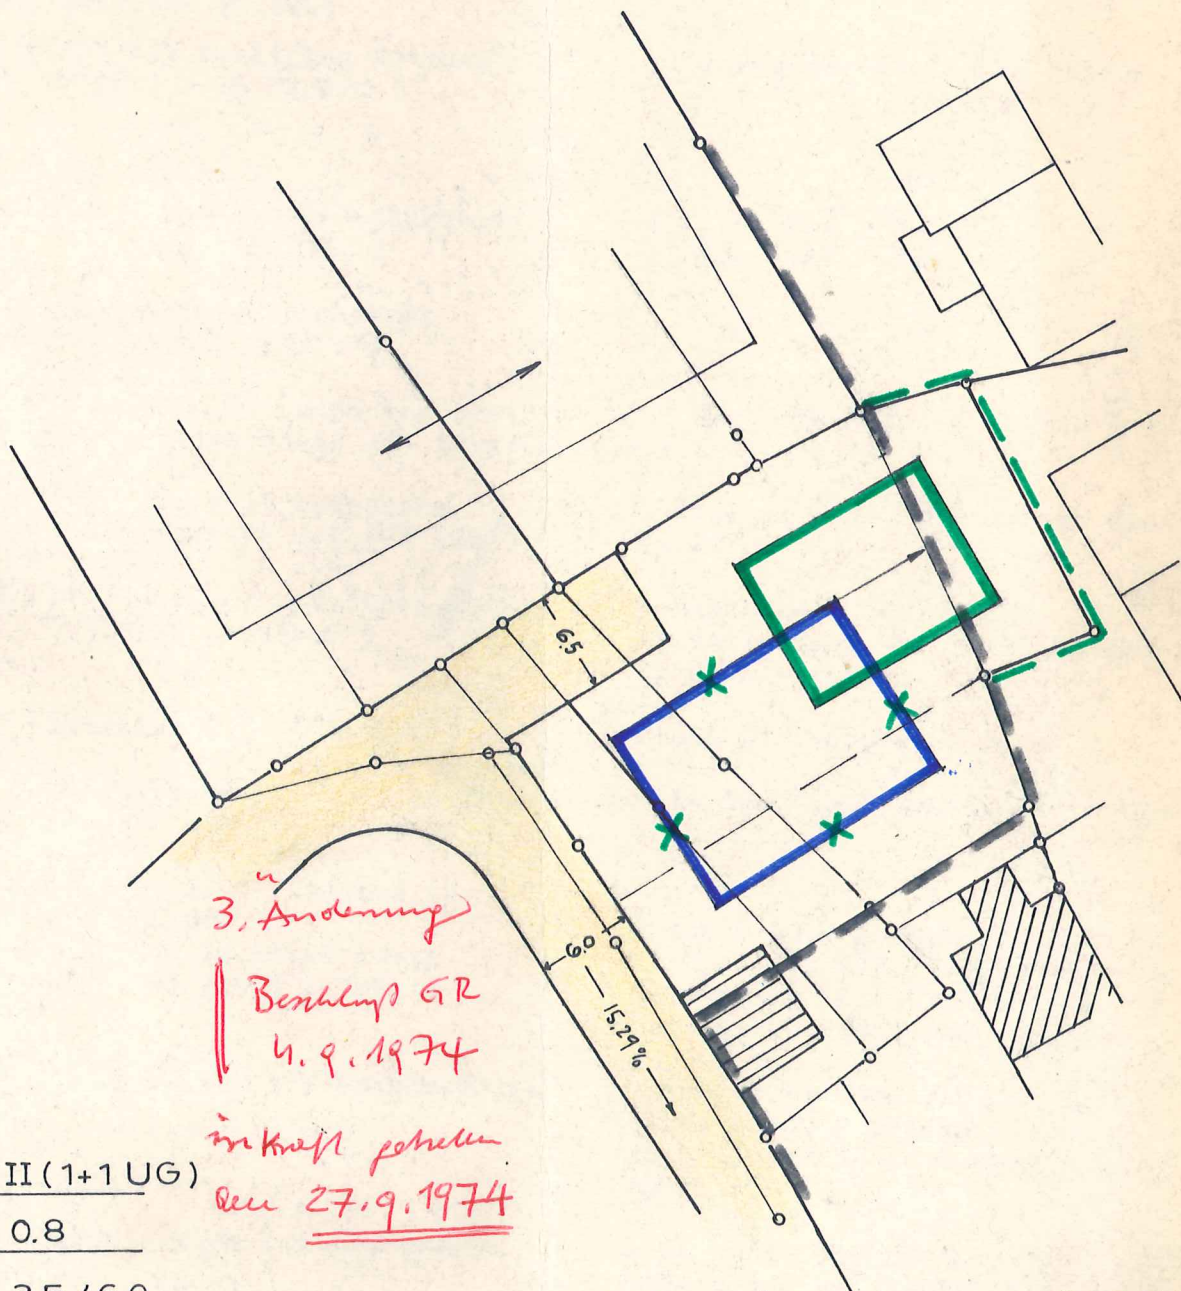 6.5
6.0
15.29%
3. Änderung
Beschluß GR
4.9.1974
in Kraft getreten
am 27.9.1974
II (1+1 UG)
0.8